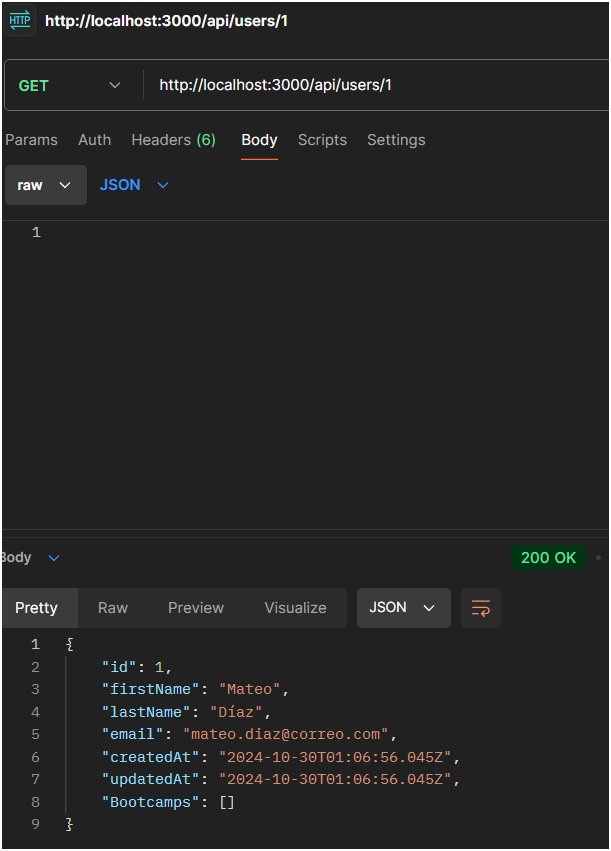 HTTP http://localhost:3000/api/users/1
GET http://localhost:3000/api/users/1
Params Auth Headers (6) Body Scripts Settings
raw JSON
1
Body 200 OK
Pretty Raw Preview Visualize JSON
1 {
2 "id": 1,
3 "firstName": "Mateo",
4 "lastName": "Díaz",
5 "email": "mateo.diaz@correo.com",
6 "createdAt": "2024-10-30T01:06:56.045Z",
7 "updatedAt": "2024-10-30T01:06:56.045Z",
8 "Bootcamps": []
9 }